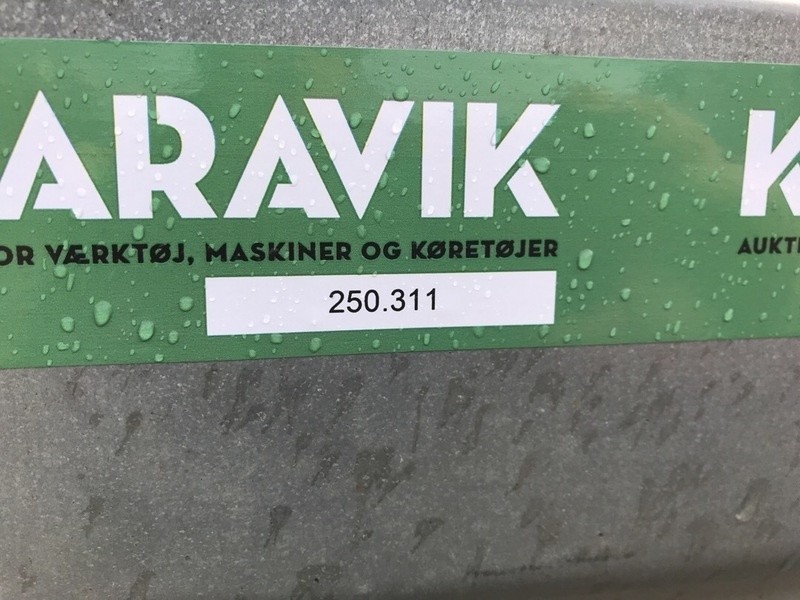 ARAVIK
OR VÆRKTØJ, MASKINER OG KØRETØJER
250.311
K
AUKT